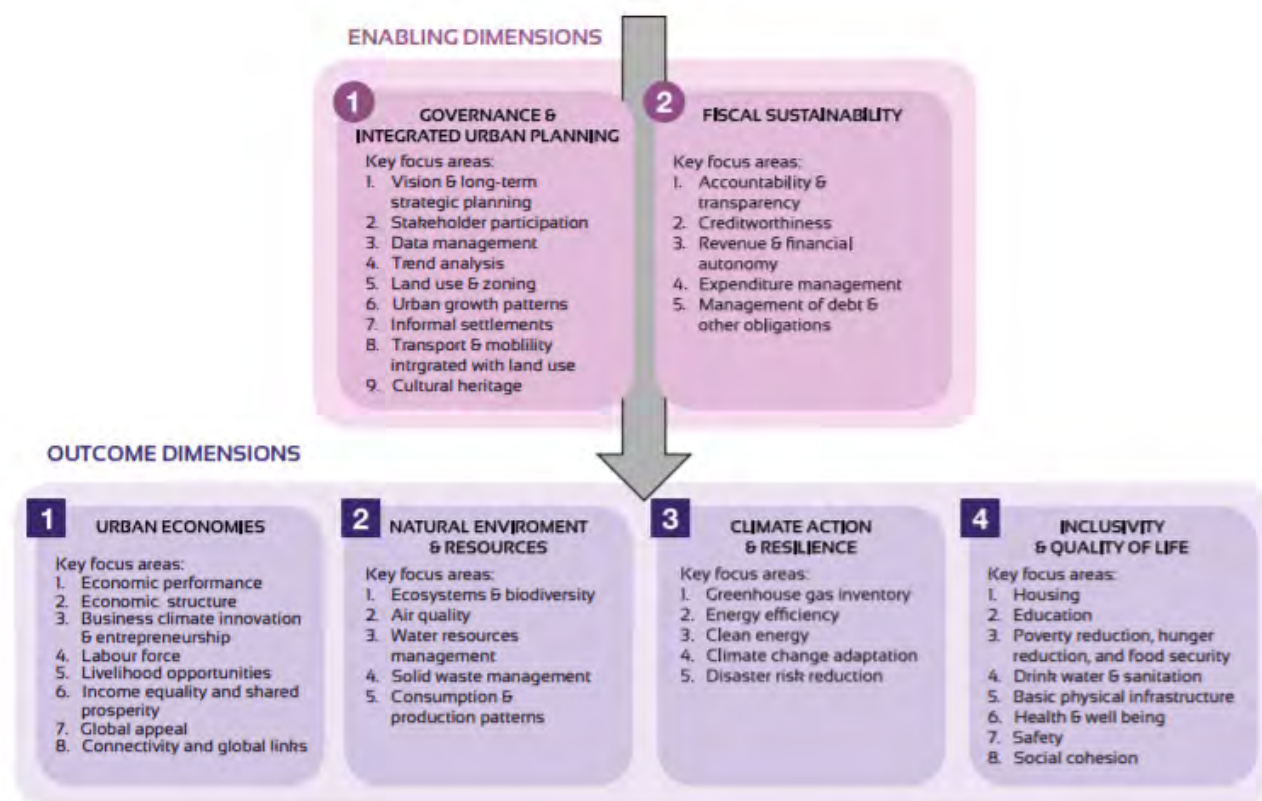 ENABLING DIMENSIONS
1
GOVERNANCE &
INTEGRATED URBAN PLANNING
Key focus areas:
1. Vision & long-term
strategic planning
2. Stakeholder participation
3. Data management
4. Trend analysis
5. Land use & zoning
6. Urban growth patterns
7. Informal settlements
8. Transport & moblility
intrgrated with land use
9. Cultural heritage
2
FISCAL SUSTAINABILITY
Key focus areas:
1. Accountability &
transparency
2. Creditworthiness
3. Revenue & financial
autonomy
4. Expenditure management
5. Management of debt &
other obligations
OUTCOME DIMENSIONS
1
URBAN ECONOMIES
Key focus areas:
1. Economic performance
2. Economic structure
3. Business climate innovation
& entrepreneurship
4. Labour force
5. Livelihood opportunities
6. Income equality and shared
prosperity
7. Global appeal
8. Connectivity and global links
2
NATURAL ENVIROMENT
& RESOURCES
Key focus areas:
1. Ecosystems & biodiversity
2. Air quality
3. Water resources
management
4. Solid waste management
5. Consumption &
production patterns
3
CLIMATE ACTION
& RESILIENCE
Key focus areas:
1. Greenhouse gas inventory
2. Energy efficiency
3. Clean energy
4. Climate change adaptation
5. Disaster risk reduction
4
INCLUSIVITY
& QUALITY OF LIFE
Key focus areas:
1. Housing
2. Education
3. Poverty reduction, hunger
reduction, and food security
4. Drink water & sanitation
5. Basic physical infrastructure
6. Health & well being
7. Safety
8. Social cohesion